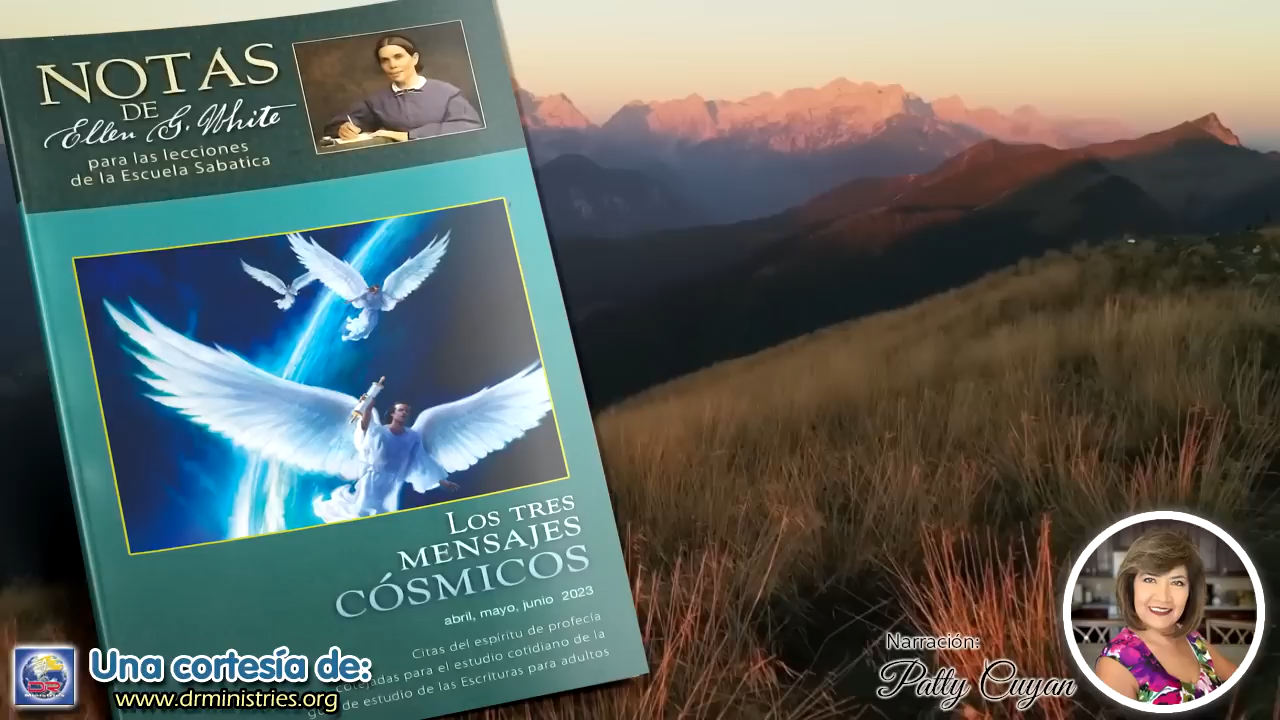 NOTAS
DE
Ellen G. White
para las lecciones
de la Escuela Sabatica
LOS TRES
MENSAJES
CÓSMICOS
abril, mayo, junio 2023
Citas del espíritu de profecía
cotejadas para el estudio cotidiano de la
de estudio de las Escrituras para adultos
DR
Ministries
Una cortesía de:
www.drministries.org
Narración:
Patty Cuyan